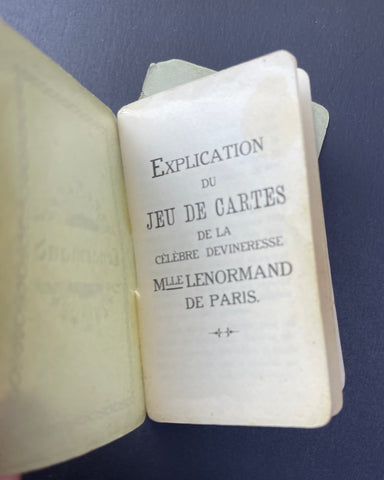 EXPLICATION
DU
JEU DE CARTES
DE LA
CÉLÈBRE DEVINERESSE
MLLE LENORMAND
DE PARIS.